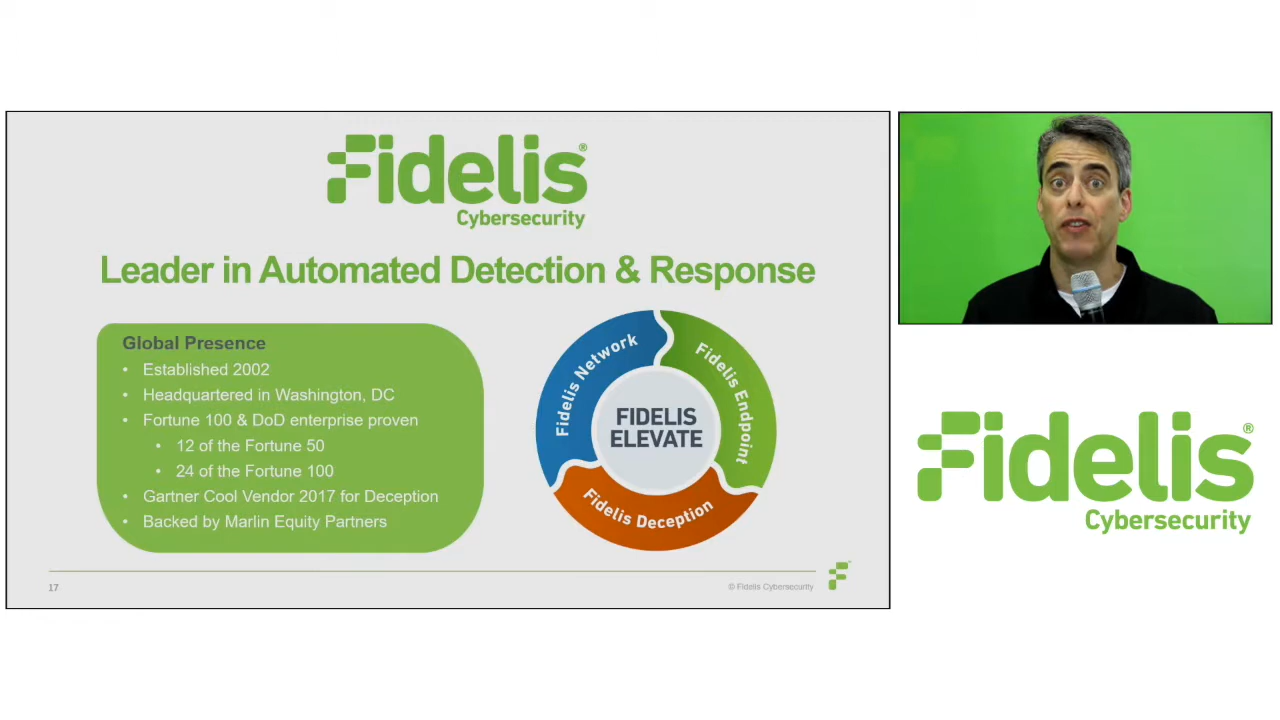 Fidelis®
Cybersecurity
Leader in Automated Detection & Response
Global Presence
• Established 2002
• Headquartered in Washington, DC
• Fortune 100 & DoD enterprise proven
• 12 of the Fortune 50
• 24 of the Fortune 100
• Gartner Cool Vendor 2017 for Deception
• Backed by Marlin Equity Partners
Fidelis Network
Fidelis Endpoint
FIDELIS
ELEVATE
Fidelis Deception
17
© Fidelis Cybersecurity
Fidelis®
Cybersecurity